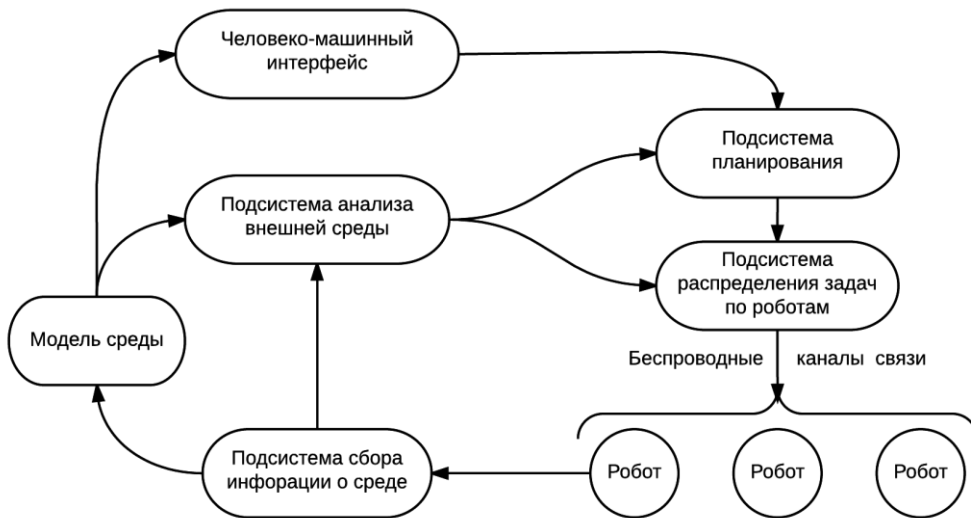 Человеко-машинный
интерфейс
Подсистема
планирования
Подсистема анализа
внешней среды
Подсистема
распределения задач
по роботам
Модель среды
Беспроводные каналы связи
Подсистема сбора
инфорации о среде
Робот
Робот
Робот